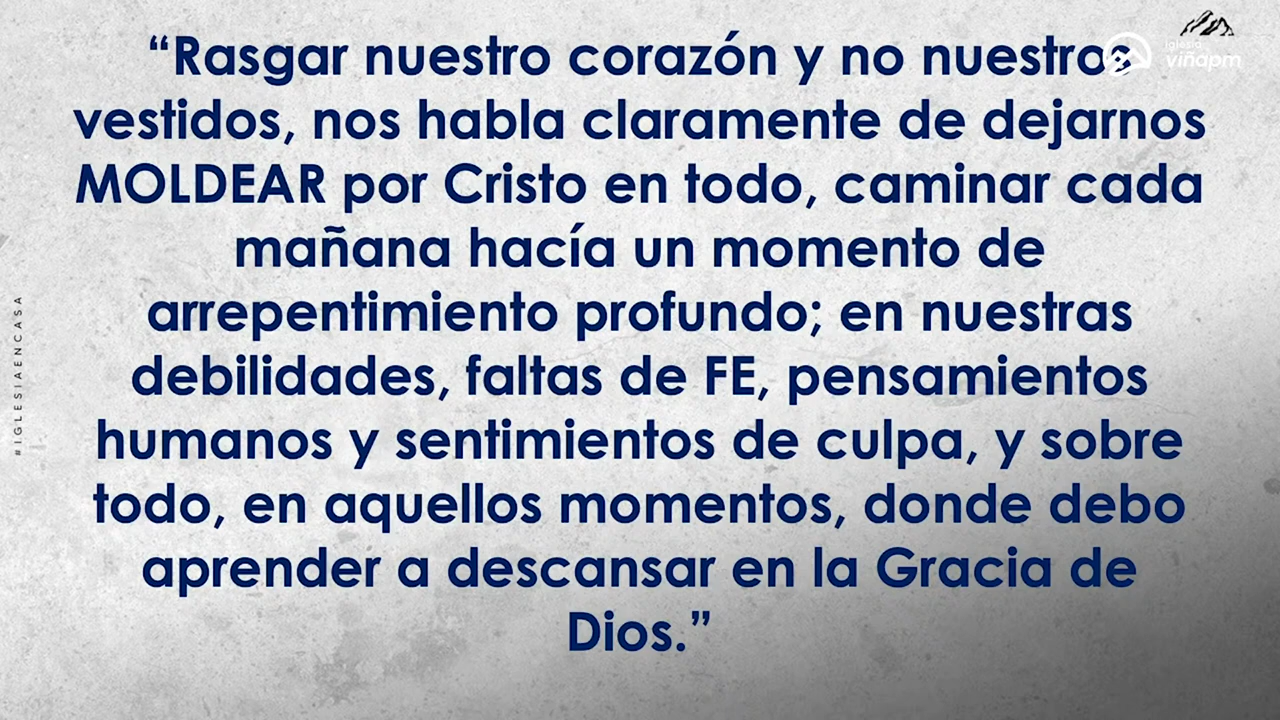 “Rasgar nuestro corazón y no nuestros
vestidos, nos habla claramente de dejarnos
MOLDEAR por Cristo en todo, caminar cada
mañana hacía un momento de
arrepentimiento profundo; en nuestras
debilidades, faltas de FE, pensamientos
humanos y sentimientos de culpa, y sobre
todo, en aquellos momentos, donde debo
aprender a descansar en la Gracia de
Dios.”
iglesia
viñapm
#IGLESIAENCASA